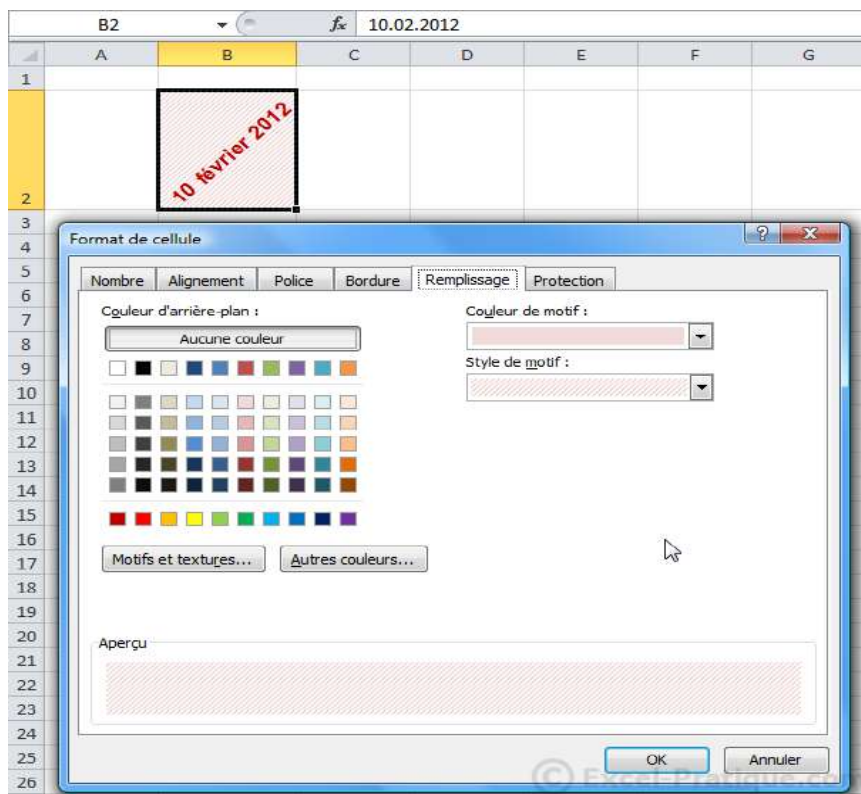 B2 fx 10.02.2012
A B C D E F G
1
10 février 2012
2
3
Format de cellule
4
5
Nombre Alignement Police Bordure Remplissage Protection
6
7
Couleur d'arrière-plan : Couleur de motif :
8
Aucune couleur
9
Style de motif :
10
11
12
13
14
15
16
17
Motifs et textures... Autres couleurs...
18
19
20
Aperçu
21
22
23
24
25
OK Annuler
26
© Excel-Pratique.com